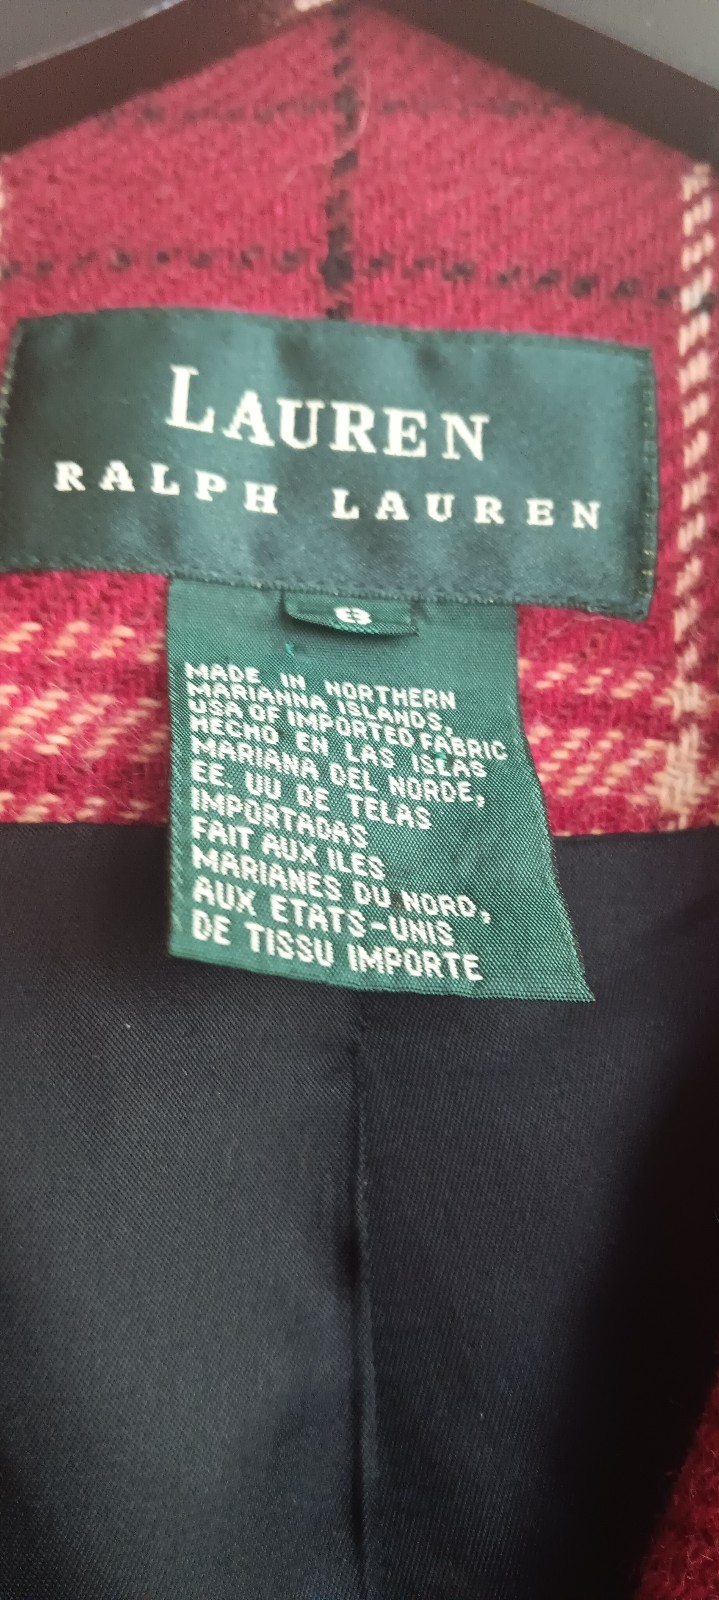 LAUREN
RALPH LAUREN
MADE IN NORTHERN
MARIANNA ISLANDS,
USA OF IMPORTED FABRIC
HECHO EN LAS ISLAS
MARIANA DEL NORDE,
EE. UU DE TELAS
IMPORTADAS
FAIT AUX ILES
MARIANES DU NORD,
AUX ETATS-UNIS
DE TISSU IMPORTE